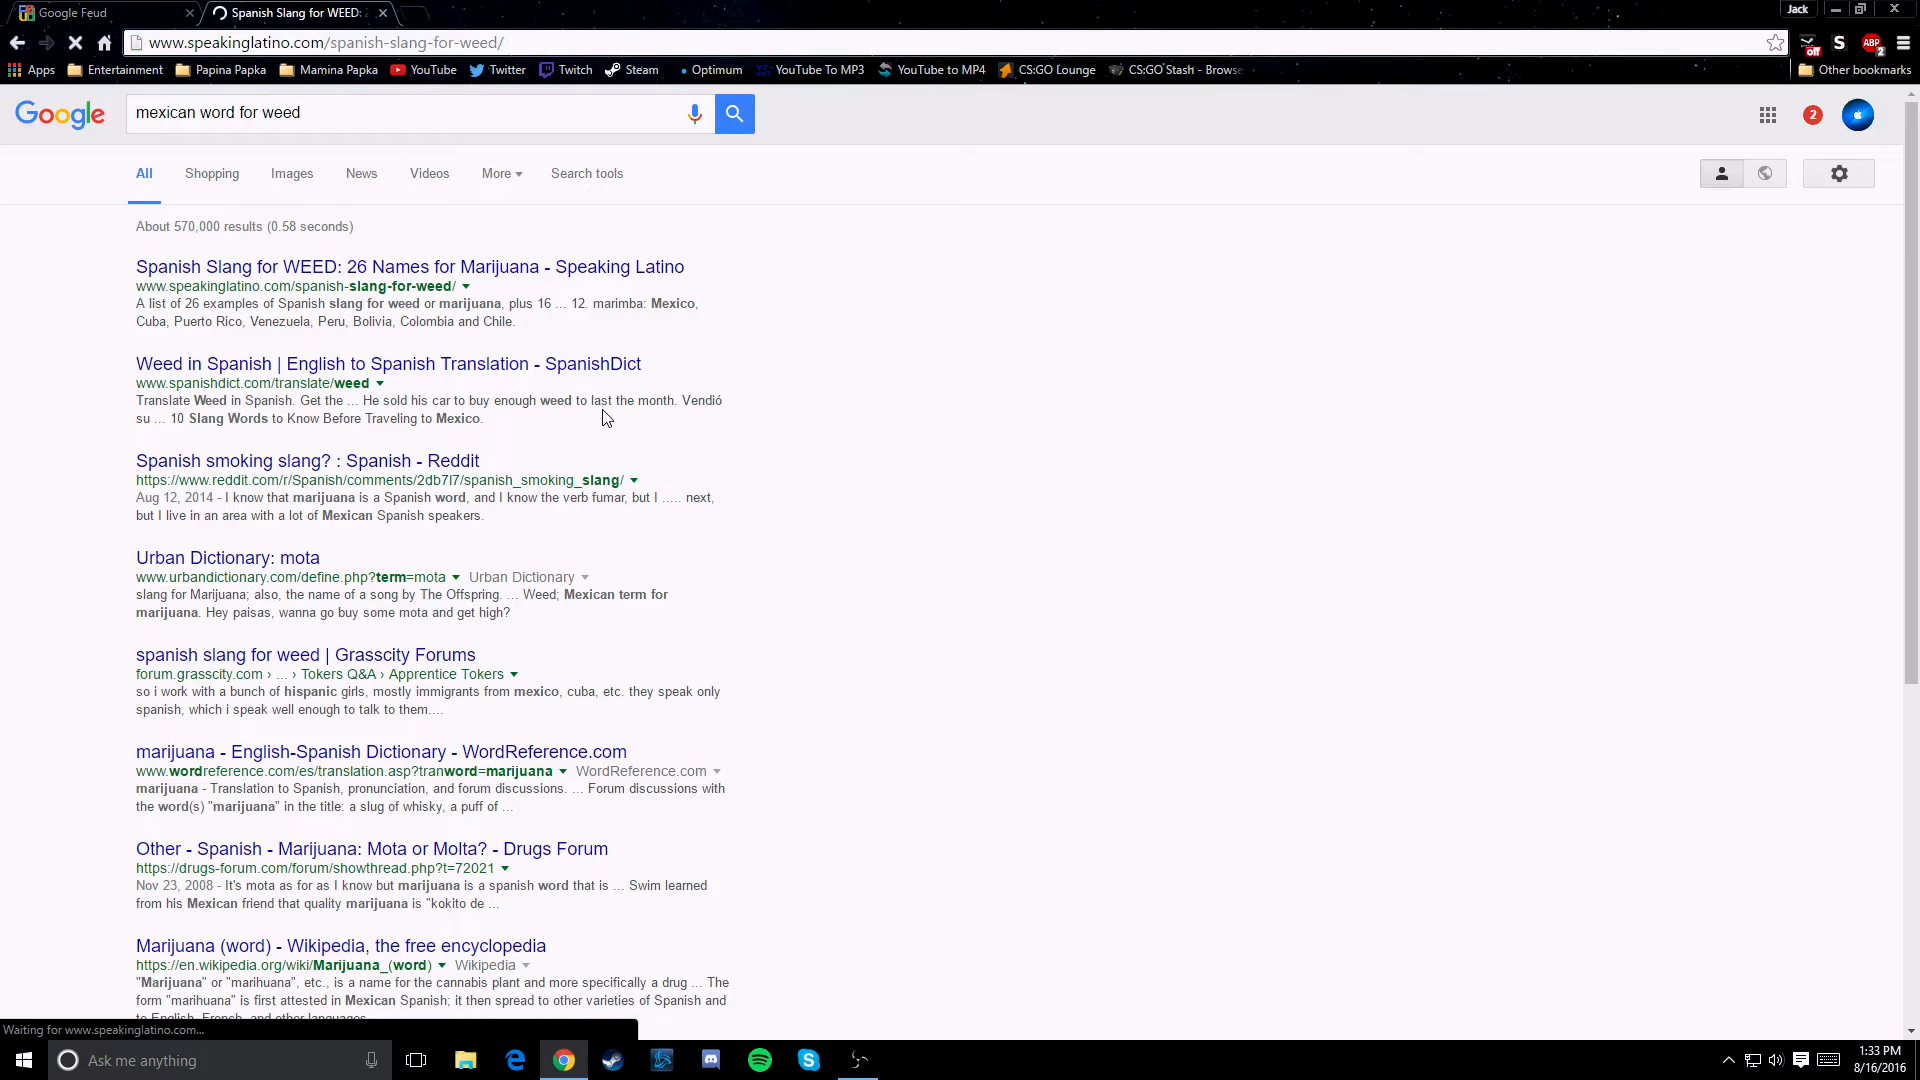 Google Feud
Spanish Slang for WEED:
Jack
www.speakinglatino.com/spanish-slang-for-weed/
off
S
ABP
2
Apps
Entertainment
Papina Papka
Mamina Papka
YouTube
Twitter
Twitch
Steam
Optimum
YouTube To MP3
YouTube to MP4
CS:GO Lounge
CS:GO Stash - Browse
Other bookmarks
Google
mexican word for weed
2
All
Shopping
Images
News
Videos
More
Search tools
About 570,000 results (0.58 seconds)
Spanish Slang for WEED: 26 Names for Marijuana - Speaking Latino
www.speakinglatino.com/spanish-slang-for-weed/
A list of 26 examples of Spanish slang for weed or marijuana, plus 16 ... 12. marimba: Mexico,
Cuba, Puerto Rico, Venezuela, Peru, Bolivia, Colombia and Chile.
Weed in Spanish | English to Spanish Translation - SpanishDict
www.spanishdict.com/translate/weed
Translate Weed in Spanish. Get the ... He sold his car to buy enough weed to last the month. Vendió
su ... 10 Slang Words to Know Before Traveling to Mexico.
Spanish smoking slang? : Spanish - Reddit
https://www.reddit.com/r/Spanish/comments/2db7l7/spanish_smoking_slang/
Aug 12, 2014 - I know that marijuana is a Spanish word, and I know the verb fumar, but I ..... next,
but I live in an area with a lot of Mexican Spanish speakers.
Urban Dictionary: mota
www.urbandictionary.com/define.php?term=mota Urban Dictionary
slang for Marijuana; also, the name of a song by The Offspring. ... Weed; Mexican term for
marijuana. Hey paisas, wanna go buy some mota and get high?
spanish slang for weed | Grasscity Forums
forum.grasscity.com › ... › Tokers Q&A › Apprentice Tokers
so i work with a bunch of hispanic girls, mostly immigrants from mexico, cuba, etc. they speak only
spanish, which i speak well enough to talk to them....
marijuana - English-Spanish Dictionary - WordReference.com
www.wordreference.com/es/translation.asp?tranword=marijuana WordReference.com
marijuana - Translation to Spanish, pronunciation, and forum discussions. ... Forum discussions with
the word(s) "marijuana" in the title: a slug of whisky, a puff of ...
Other - Spanish - Marijuana: Mota or Molta? - Drugs Forum
https://drugs-forum.com/forum/showthread.php?t=72021
Nov 23, 2008 - It's mota as for as I know but marijuana is a spanish word that is ... Swim learned
from his Mexican friend that quality marijuana is "kokito de ...
Marijuana (word) - Wikipedia, the free encyclopedia
https://en.wikipedia.org/wiki/Marijuana_(word) Wikipedia
"Marijuana" or "marihuana", etc., is a name for the cannabis plant and more specifically a drug ... The
form "marihuana" is first attested in Mexican Spanish; it then spread to other varieties of Spanish and
to English, French, and other languages.
Waiting for www.speakinglatino.com...
Ask me anything
1:33 PM
8/16/2016